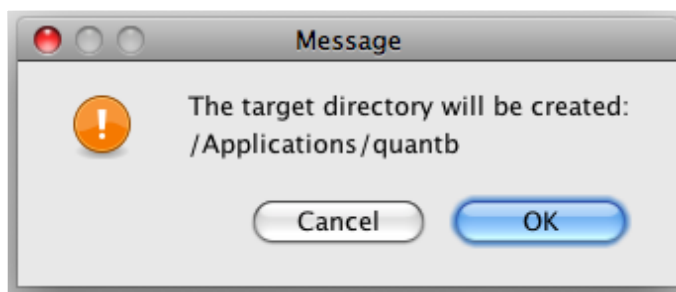 Message
The target directory will be created:
/Applications/quantb
Cancel
OK